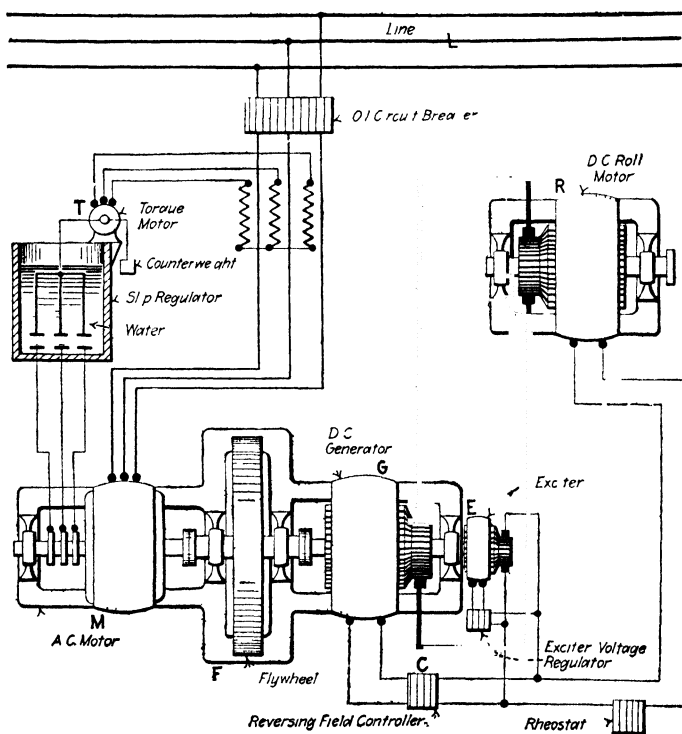 Line
L
Oil Circuit Breaker
D C Roll
Motor
R
T
Torque
Motor
Counterweight
Slip Regulator
Water
D C
Generator
G
Exciter
E
M
A.C. Motor
F
Flywheel
C
Exciter Voltage
Regulator
Reversing Field Controller
Rheostat